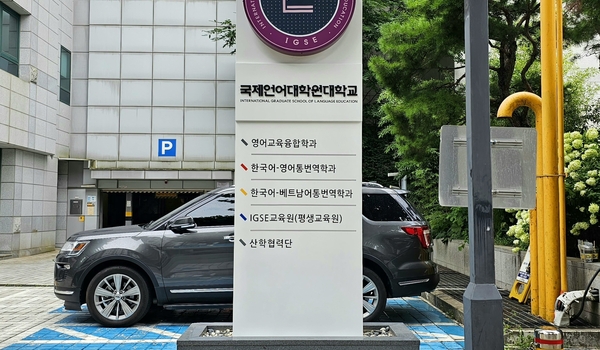 IGSE
국제언어대학원대학교
INTERNATIONAL GRADUATE SCHOOL OF LANGUAGE EDUCATION
영어교육융합학과
한국어-영어통번역학과
한국어-베트남어통번역학과
IGSE교육원(평생교육원)
산학협력단
P